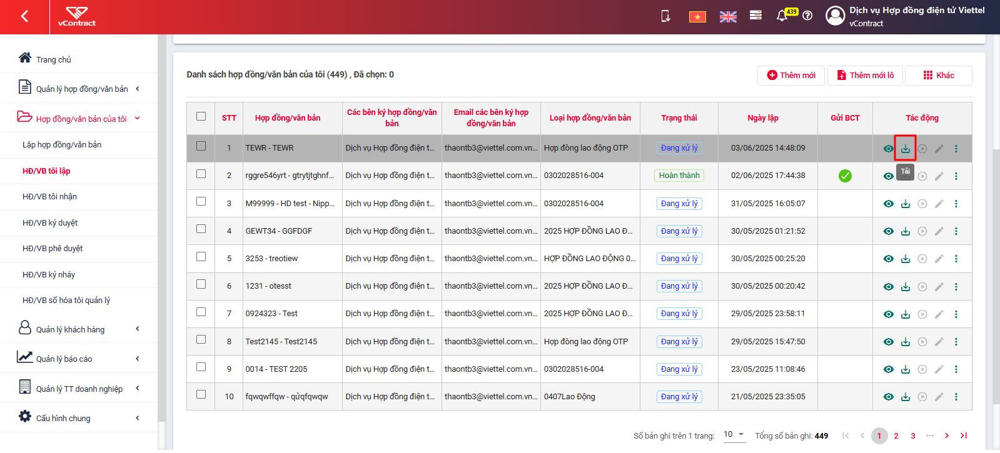 vContract
439
Dịch vụ Hợp đồng điện tử Viettel
vContract
Trang chủ
Quản lý hợp đồng/văn bản
Hợp đồng/văn bản của tôi
Lập hợp đồng/văn bản
HĐ/VB tôi lập
HĐ/VB tôi nhận
HĐ/VB ký duyệt
HĐ/VB phê duyệt
HĐ/VB ký nháy
HĐ/VB số hóa tôi quản lý
Quản lý khách hàng
Quản lý báo cáo
Quản lý TT doanh nghiệp
Cấu hình chung
Danh sách hợp đồng/văn bản của tôi (449) , Đã chọn: 0
Thêm mới
Thêm mới lô
Khác
STT Hợp đồng/văn bản Các bên ký hợp đồng/văn bản Email các bên ký hợp đồng/văn bản Loại hợp đồng/văn bản Trạng thái Ngày lập Gửi BCT Tác động
1 TEWR - TEWR Dịch vụ Hợp đồng điện t... thaontb3@viettel.com.vn... Hợp đòng lao động OTP Đang xử lý 03/06/2025 14:48:09
Tải
2 rggre546yrt - gtrytjtghnf... Dịch vụ Hợp đồng điện t... thaontb3@viettel.com.vn... 0302028516-004 Hoàn thành 02/06/2025 17:44:38
3 M99999 - HD test - Nipp... Dịch vụ Hợp đồng điện t... thaontb3@viettel.com.vn... 0302028516-004 Đang xử lý 31/05/2025 16:05:07
4 GEWT34 - GGFDGF Dịch vụ Hợp đồng điện t... thaontb3@viettel.com.vn... 2025 HỢP ĐỒNG LAO Đ... Đang xử lý 30/05/2025 01:21:52
5 3253 - treotiew Dịch vụ Hợp đồng điện t... thaontb3@viettel.com.vn... HỢP ĐỒNG LAO ĐỘNG 0... Đang xử lý 30/05/2025 00:25:20
6 1231 - otesst Dịch vụ Hợp đồng điện t... thaontb3@viettel.com.vn... 2025 HỢP ĐỒNG LAO Đ... Đang xử lý 30/05/2025 00:20:42
7 0924323 - Test Dịch vụ Hợp đồng điện t... thaontb3@viettel.com.vn... 2025 HỢP ĐỒNG LAO Đ... Đang xử lý 29/05/2025 23:58:11
8 Test2145 - Test2145 Dịch vụ Hợp đồng điện t... thaontb3@viettel.com.vn... Hợp đòng lao động OTP Đang xử lý 29/05/2025 15:47:50
9 0014 - TEST 2205 Dịch vụ Hợp đồng điện t... thaontb3@viettel.com.vn... 0302028516-004 Đang xử lý 23/05/2025 11:08:46
10 fqwqwffqw - qửqfqwqw Dịch vụ Hợp đồng điện t... thaontb3@viettel.com.vn... 0407Lao Động Đang xử lý 21/05/2025 23:35:05
Số bản ghi trên 1 trang: 10 Tổng số bản ghi: 449 1 2 3 ...